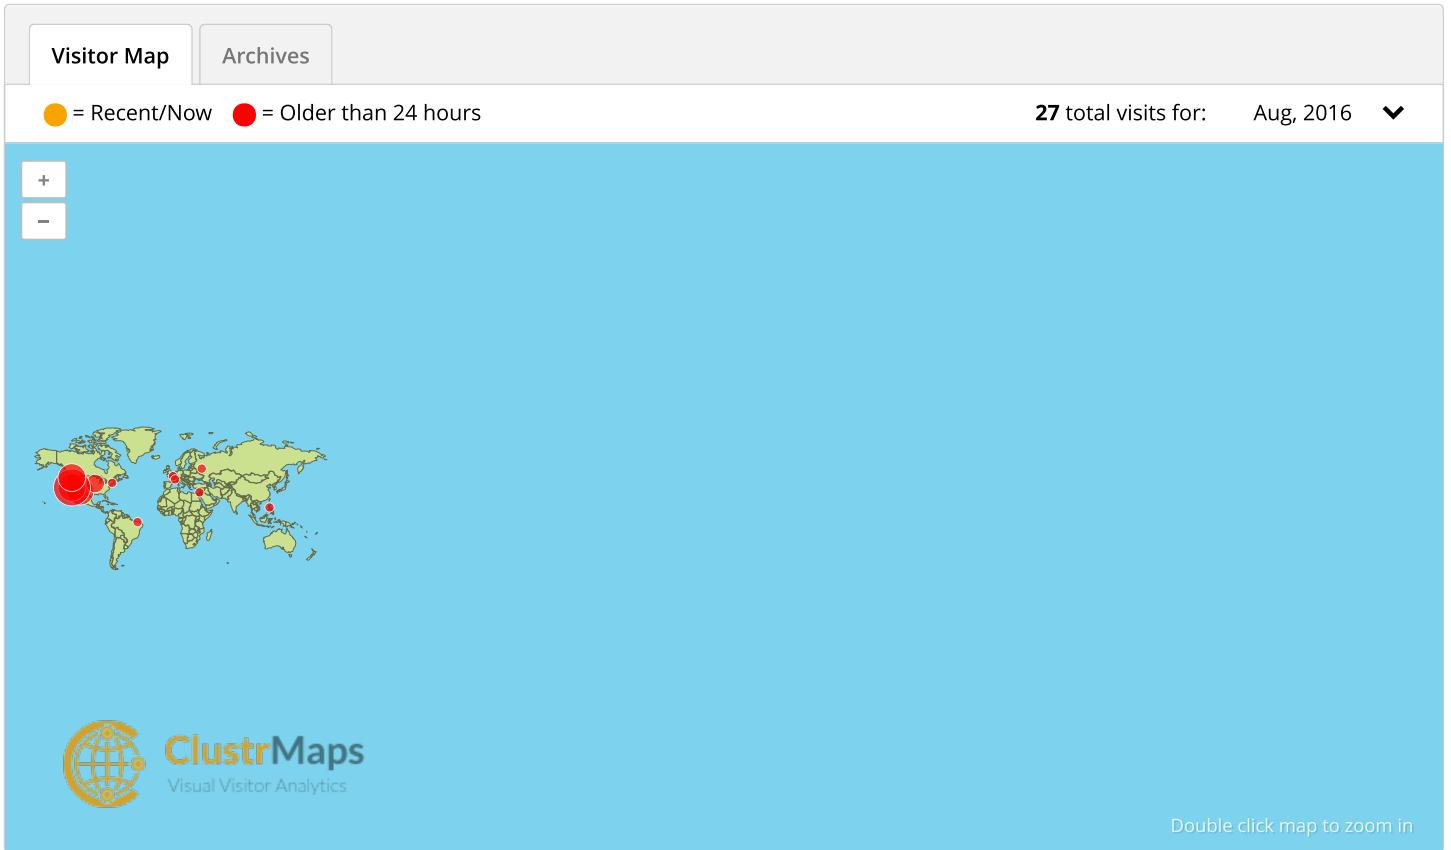 Visitor Map Archives
= Recent/Now = Older than 24 hours 27 total visits for: Aug, 2016
+
−
ClustrMaps
Visual Visitor Analytics
Double click map to zoom in